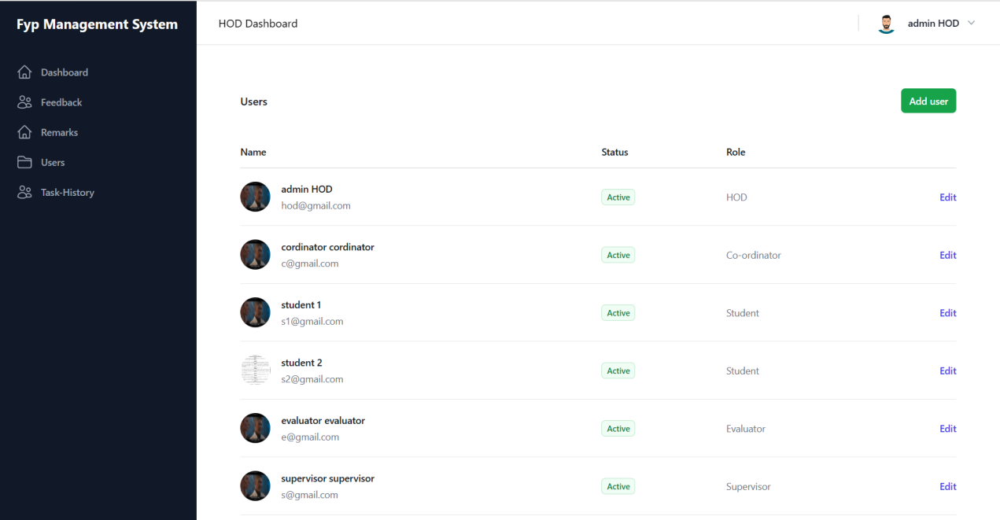 Fyp Management System
HOD Dashboard
admin HOD
Dashboard
Feedback
Remarks
Users
Task-History
Users
Add user
Name Status Role
admin HOD
hod@gmail.com
Active
HOD
Edit
cordinator cordinator
c@gmail.com
Active
Co-ordinator
Edit
student 1
s1@gmail.com
Active
Student
Edit
student 2
s2@gmail.com
Active
Student
Edit
evaluator evaluator
e@gmail.com
Active
Evaluator
Edit
supervisor supervisor
s@gmail.com
Active
Supervisor
Edit